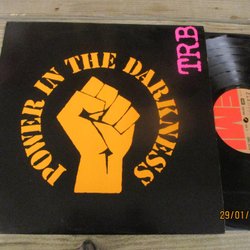 POWER IN THE DARKNESS
TRB
EMI
29/01/